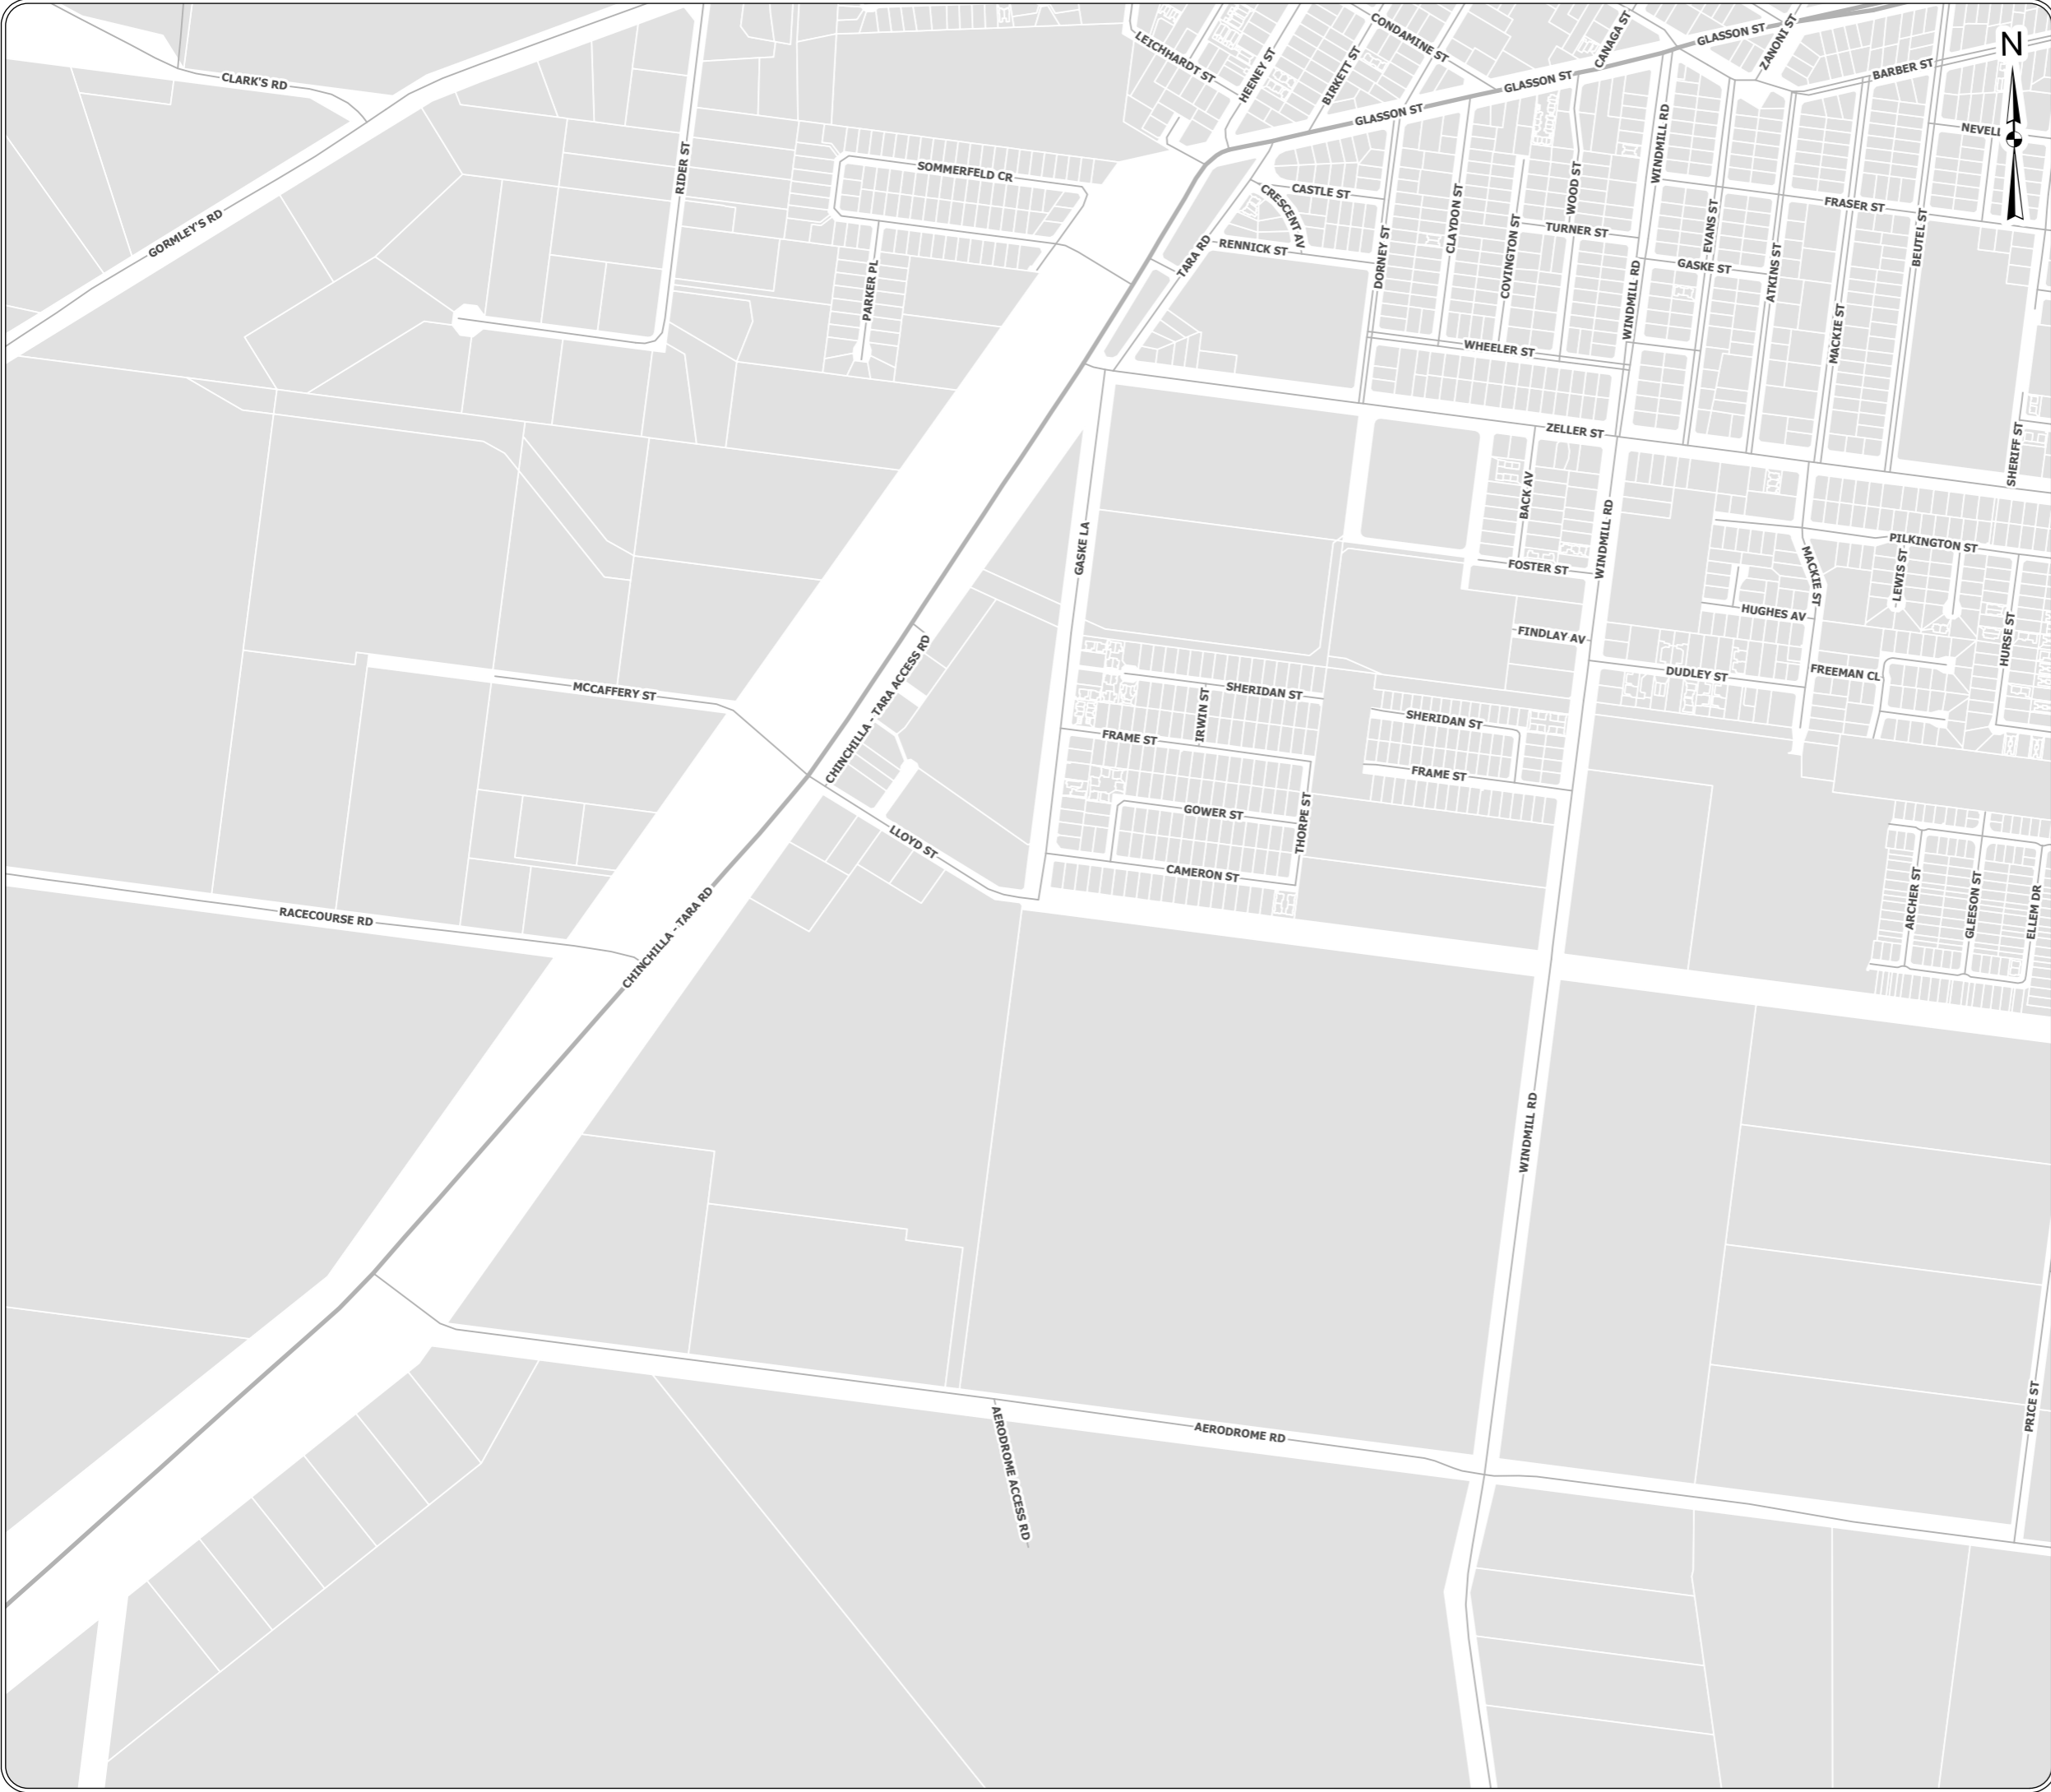 CONDAMINE ST
CANAGA ST
GLASSON ST
ZANONI ST
N
LEICHHARDT ST
HEENEY ST
BIRKETT ST
GLASSON ST
BARBER ST
CLARK'S RD
GLASSON ST
WINDMILL RD
NEVELL
RIDER ST
SOMMERFELD CR
CASTLE ST
CRESCENT AV
CLAYDON ST
WOOD ST
FRASER ST
GORMLEY'S RD
TARA RD
RENNICK ST
DORNEY ST
COVINGTON ST
TURNER ST
EVANS ST
GASKE ST
ATKINS ST
BEUTEL ST
PARKER PL
WINDMILL RD
MACKIE ST
WHEELER ST
ZELLER ST
SHERIFF ST
BACK AV
WINDMILL RD
GASKE LA
PILKINGTON ST
FOSTER ST
MACKIE ST
LEWIS ST
HUGHES AV
FINDLAY AV
HURSE ST
CHINCHILLA - TARA ACCESS RD
MCCAFFERY ST
SHERIDAN ST
DUDLEY ST
FREEMAN CL
IRWIN ST
SHERIDAN ST
FRAME ST
FRAME ST
GOWER ST
THORPE ST
LLOYD ST
CAMERON ST
ARCHER ST
GLEESON ST
ELLEM DR
RACECOURSE RD
CHINCHILLA - TARA RD
WINDMILL RD
PRICE ST
AERODROME RD
AERODROME ACCESS RD